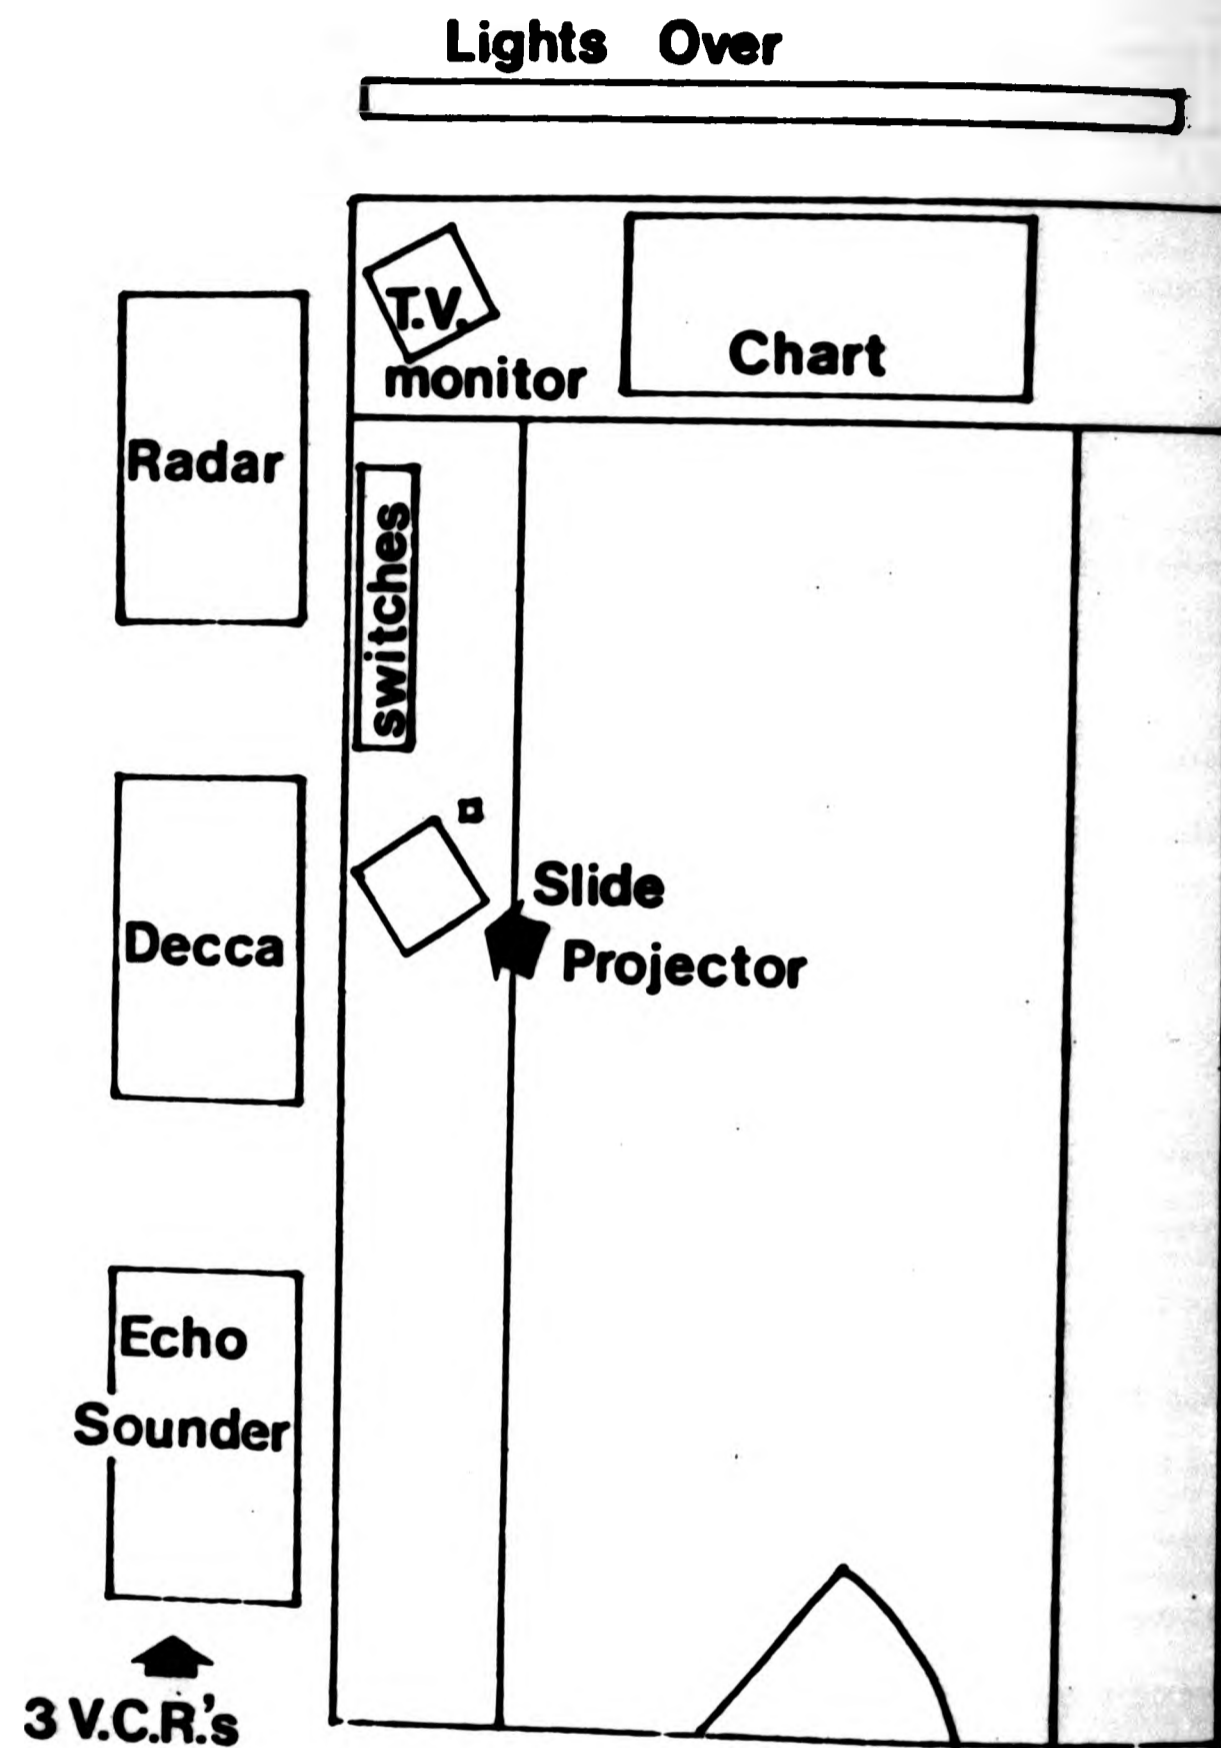 Lights Over
T.V.
monitor
Chart
Radar
switches
Slide
Projector
Decca
Echo
Sounder
3 V.C.R.'s